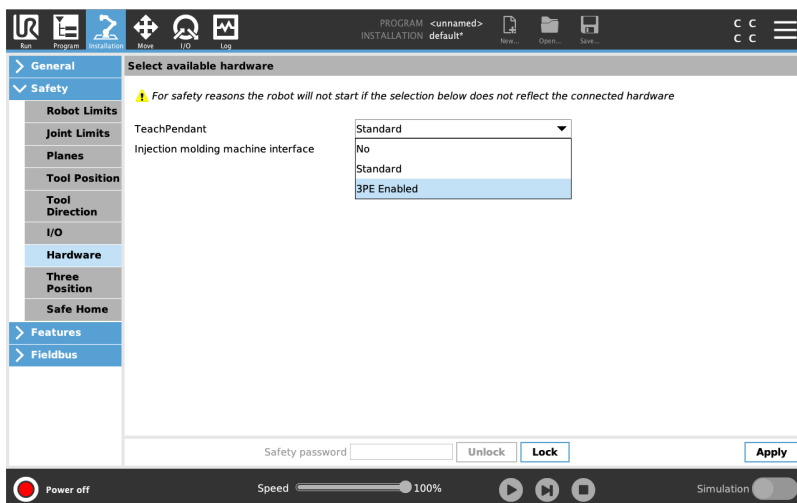 UR
Run
Program
Installation
Move
I/O
Log
PROGRAM <unnamed>
INSTALLATION default*
New...
Open...
Save...
C C
C C
General
Safety
Robot Limits
Joint Limits
Planes
Tool Position
Tool
Direction
I/O
Hardware
Three
Position
Safe Home
Features
Fieldbus
Select available hardware
For safety reasons the robot will not start if the selection below does not reflect the connected hardware
TeachPendant
Standard
Injection molding machine interface
No
Standard
3PE Enabled
Safety password
Unlock
Lock
Apply
Power off
Speed
100%
Simulation